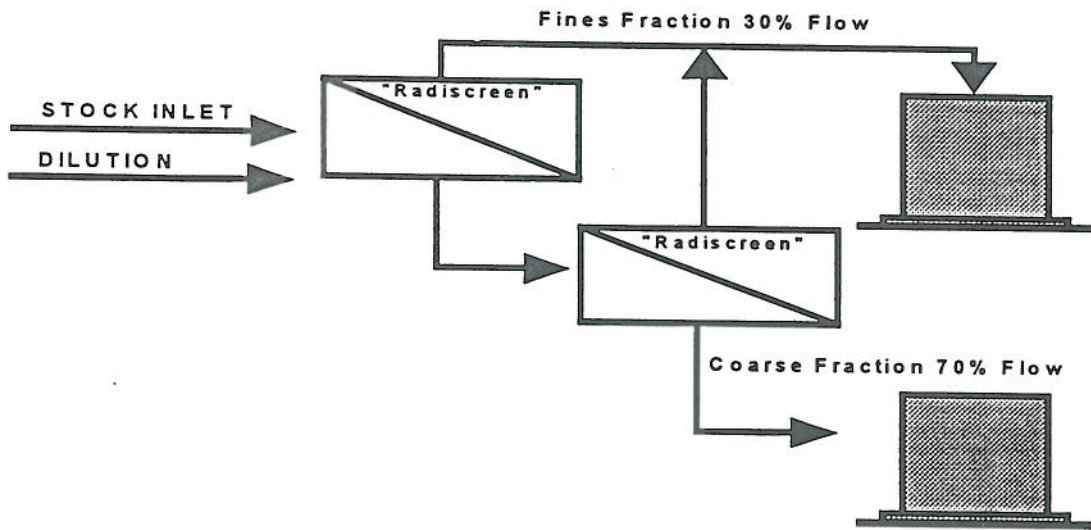 Fines Fraction 30% Flow
"Radiscreen"
STOCK INLET
DILUTION
"Radiscreen"
Coarse Fraction 70% Flow